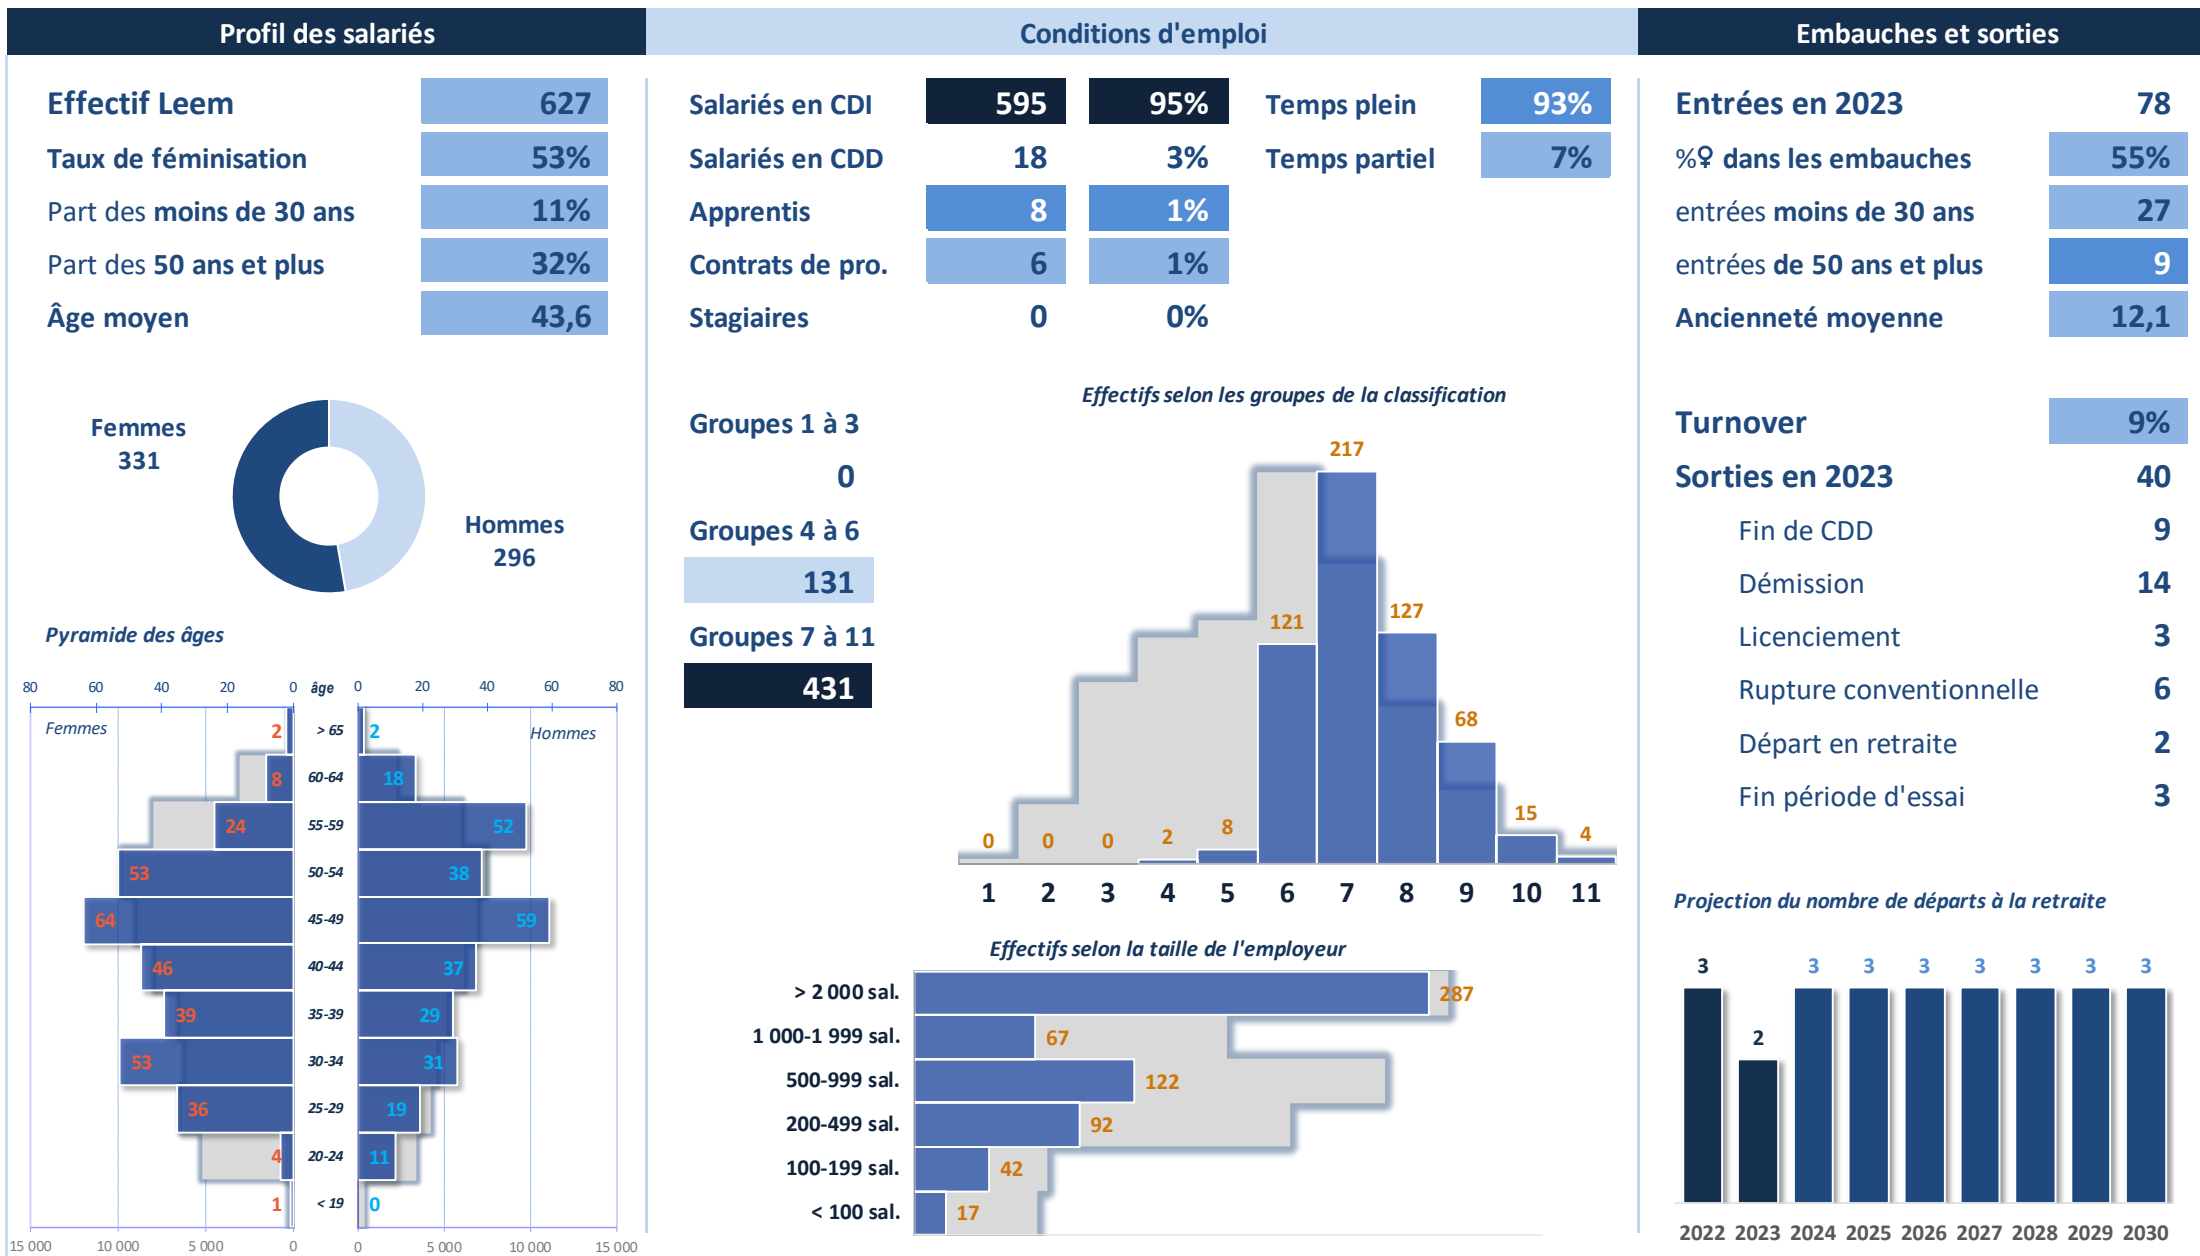 Profil des salariés
Effectif Leem 627
Taux de féminisation 53%
Part des moins de 30 ans 11%
Part des 50 ans et plus 32%
Âge moyen 43,6
Femmes
331
Hommes
296
Pyramide des âges
80 60 40 20 0 âge 0 20 40 60 80
Femmes Hommes
2 > 65 2
8 60-64 18
24 55-59 52
53 50-54 38
64 45-49 59
46 40-44 37
39 35-39 29
53 30-34 31
36 25-29 19
4 20-24 11
1 < 19 0
15 000 10 000 5 000 0 0 5 000 10 000 15 000
Conditions d'emploi
Salariés en CDI 595 95% Temps plein 93%
Salariés en CDD 18 3% Temps partiel 7%
Apprentis 8 1%
Contrats de pro. 6 1%
Stagiaires 0 0%
Groupes 1 à 3
0
Groupes 4 à 6
131
Groupes 7 à 11
431
Effectifs selon les groupes de la classification
0 0 0 2 8 121 217 127 68 15 4
1 2 3 4 5 6 7 8 9 10 11
Effectifs selon la taille de l'employeur
> 2 000 sal. 287
1 000-1 999 sal. 67
500-999 sal. 122
200-499 sal. 92
100-199 sal. 42
< 100 sal. 17
Embauches et sorties
Entrées en 2023 78
%♀ dans les embauches 55%
entrées moins de 30 ans 27
entrées de 50 ans et plus 9
Ancienneté moyenne 12,1
Turnover 9%
Sorties en 2023 40
Fin de CDD 9
Démission 14
Licenciement 3
Rupture conventionnelle 6
Départ en retraite 2
Fin période d'essai 3
Projection du nombre de départs à la retraite
3 2 3 3 3 3 3 3 3
2022 2023 2024 2025 2026 2027 2028 2029 2030